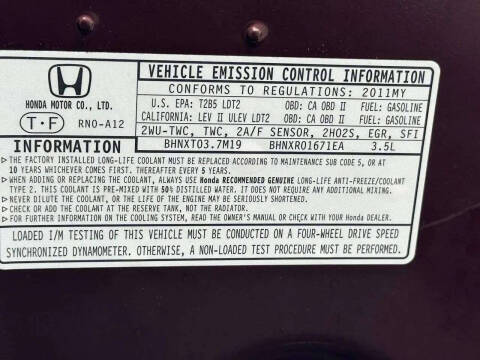 HONDA MOTOR CO., LTD.
T・F RNO-A12
VEHICLE EMISSION CONTROL INFORMATION
CONFORMS TO REGULATIONS: 2011MY
U.S. EPA: T2B5 LDT2 OBD: CA OBD II FUEL: GASOLINE
CALIFORNIA: LEV II ULEV LDT2 OBD: CA OBD II FUEL: GASOLINE
2WU-TWC, TWC, 2A/F SENSOR, 2HO2S, EGR, SFI
INFORMATION BHNXT03.7M19 BHNXR01671EA 3.5L
▷ THE FACTORY INSTALLED LONG-LIFE COOLANT MUST BE REPLACED ACCORDING TO MAINTENANCE SUB CODE 5, OR AT
10 YEARS WHICHEVER COMES FIRST. THEREAFTER EVERY 5 YEARS.
▷ WHEN ADDING OR REPLACING THE COOLANT, ALWAYS USE Honda RECOMMENDED GENUINE LONG-LIFE ANTI-FREEZE/COOLANT
TYPE 2. THIS COOLANT IS PRE-MIXED WITH 50% DISTILLED WATER. IT DOES NOT REQUIRE ANY ADDITIONAL MIXING.
▷ NEVER DILUTE THE COOLANT, OR THE LIFE OF THE ENGINE MAY BE SERIOUSLY SHORTENED.
▷ CHECK OR ADD THE COOLANT AT THE RESERVE TANK, NOT THE RADIATOR.
▷ FOR FURTHER INFORMATION ON THE COOLING SYSTEM, READ THE OWNER'S MANUAL OR CHECK WITH YOUR Honda DEALER.
LOADED I/M TESTING OF THIS VEHICLE MUST BE CONDUCTED ON A FOUR-WHEEL DRIVE SPEED
SYNCHRONIZED DYNAMOMETER. OTHERWISE, A NON-LOADED TEST PROCEDURE MUST BE PERFORMED.